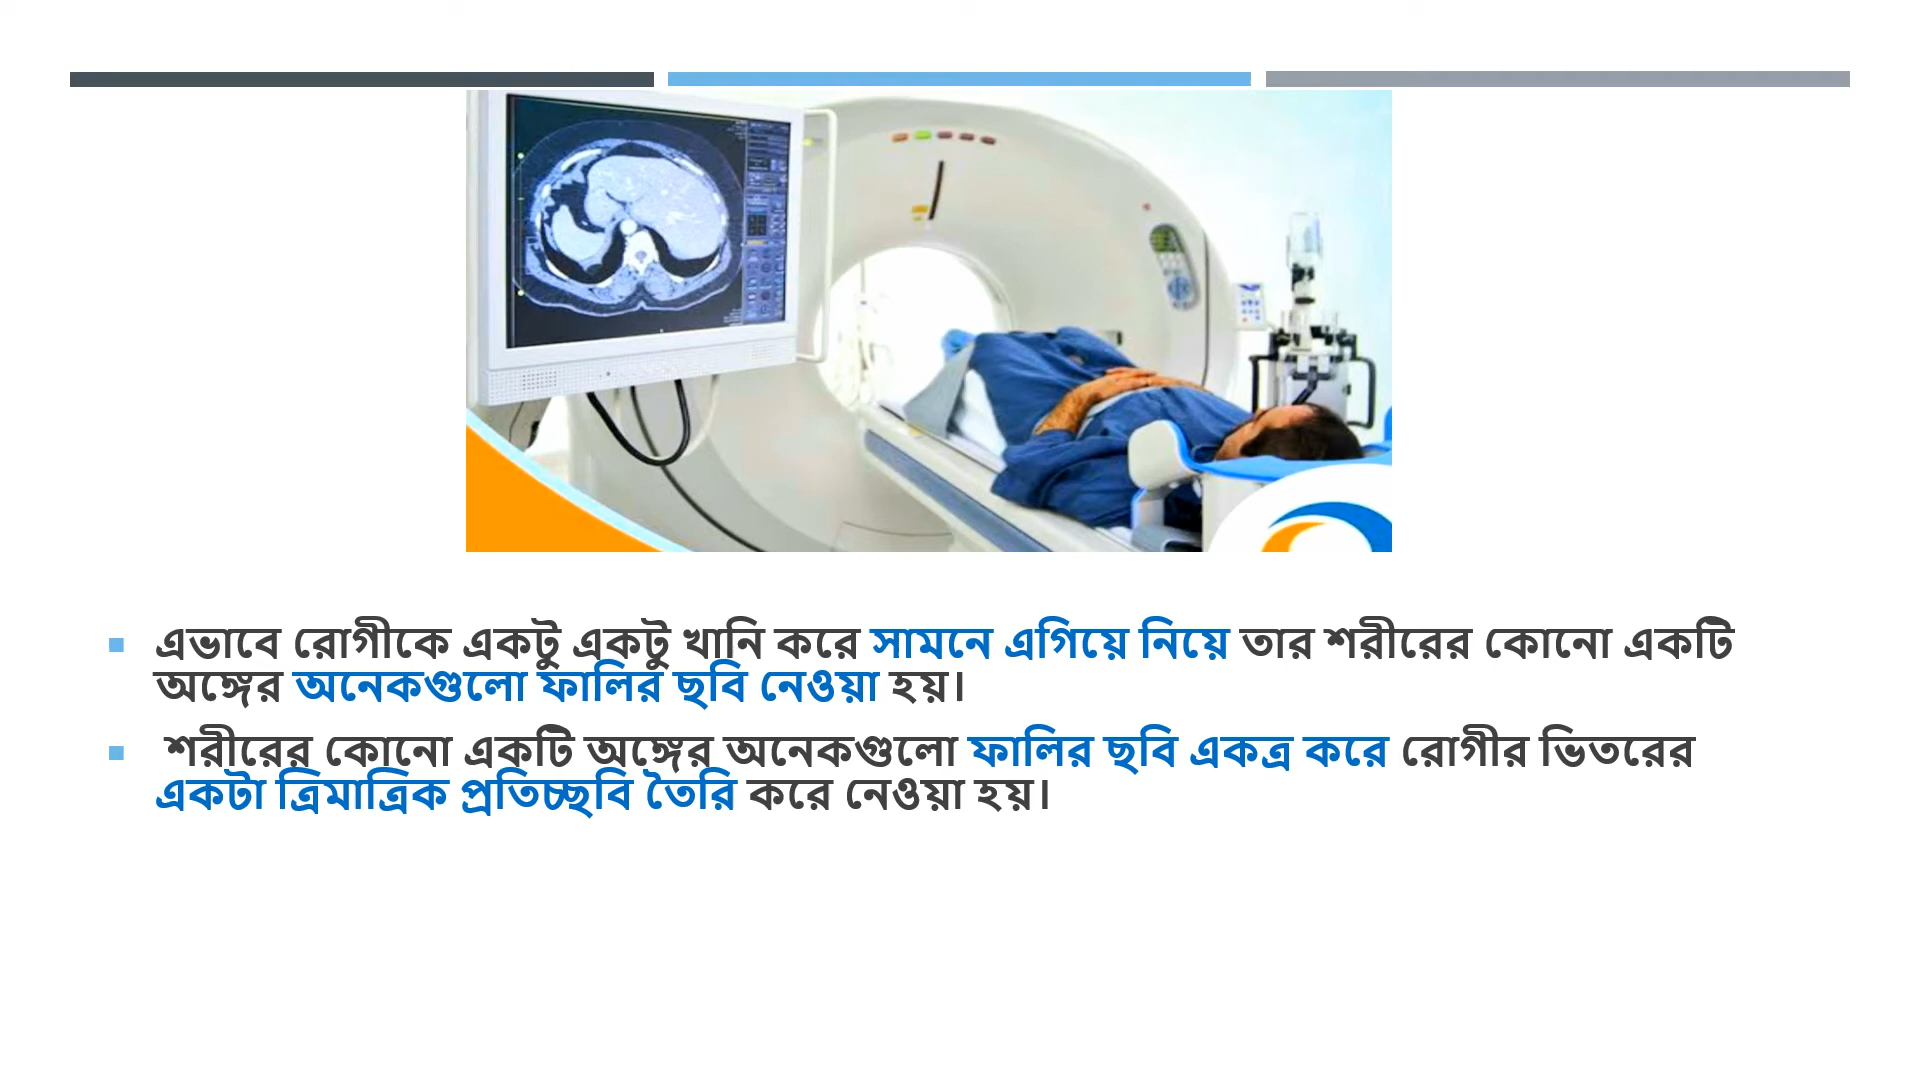 এভাবে রোগীকে একটু একটু খানি করে সামনে এগিয়ে নিয়ে তার শরীরের কোনো একটি
অঙ্গের অনেকগুলো ফালির ছবি নেওয়া হয়।
শরীরের কোনো একটি অঙ্গের অনেকগুলো ফালির ছবি একত্র করে রোগীর ভিতরের
একটা ত্রিমাত্রিক প্রতিচ্ছবি তৈরি করে নেওয়া হয়।